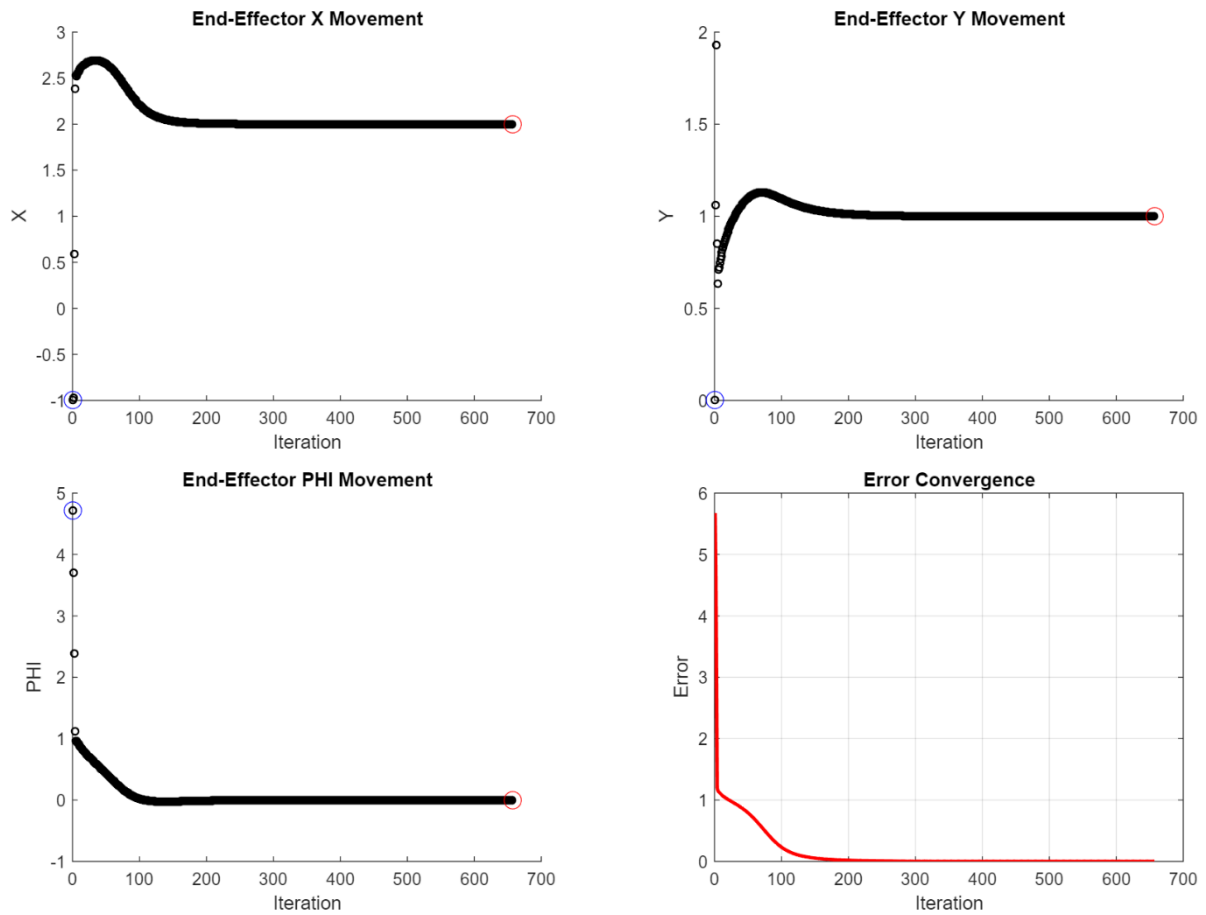 End-Effector X Movement
3
2.5
2
1.5
1
0.5
0
-0.5
-1
X
0 100 200 300 400 500 600 700
Iteration
End-Effector Y Movement
2
1.5
1
0.5
0
Y
0 100 200 300 400 500 600 700
Iteration
End-Effector PHI Movement
5
4
3
2
1
0
-1
PHI
0 100 200 300 400 500 600 700
Iteration
Error Convergence
6
5
4
3
2
1
0
Error
0 100 200 300 400 500 600 700
Iteration